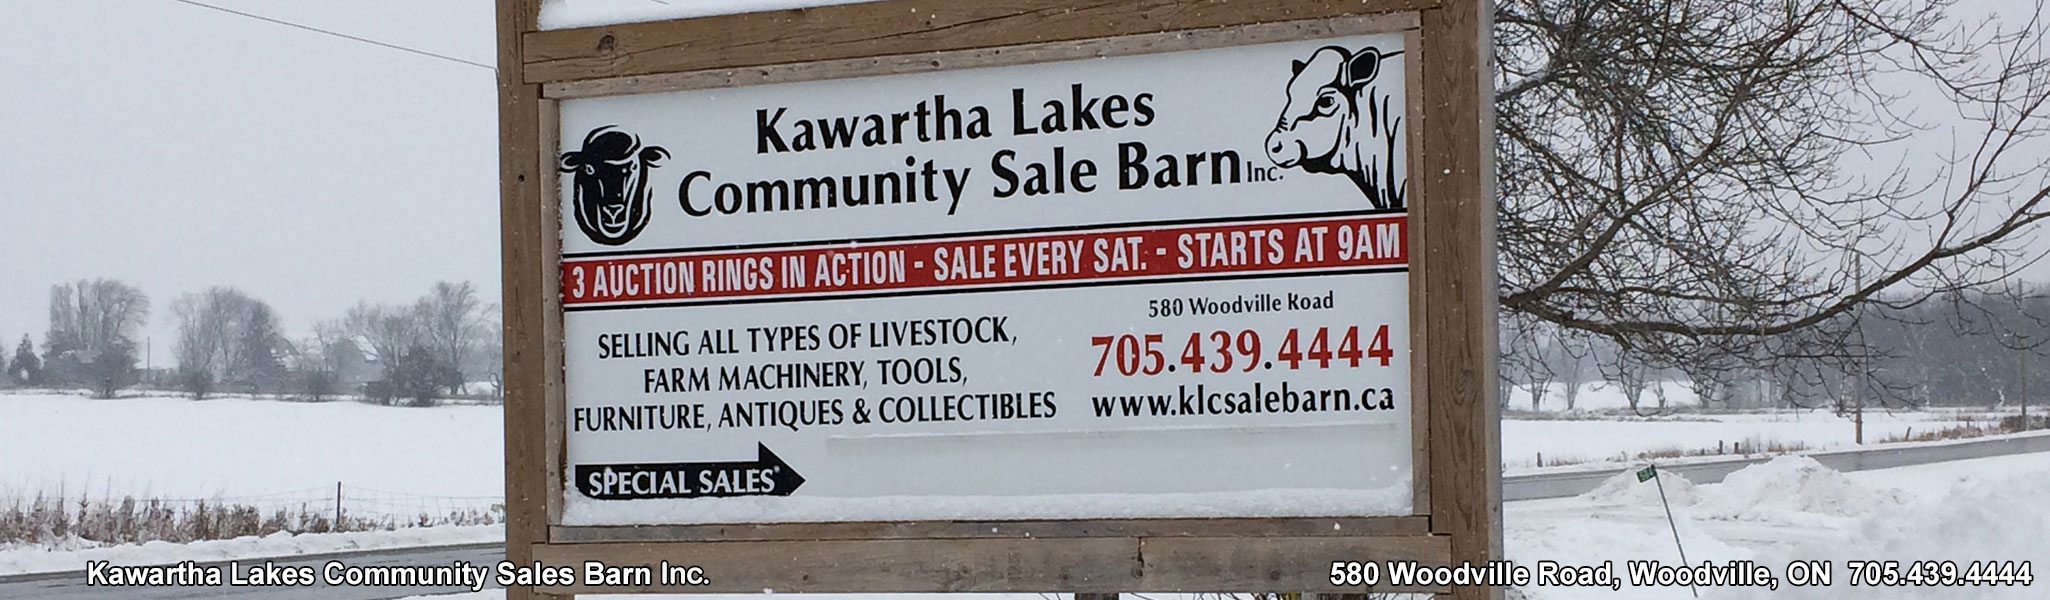 Kawartha Lakes
Community Sale Barn Inc.
3 AUCTION RINGS IN ACTION - SALE EVERY SAT. - STARTS AT 9AM
SELLING ALL TYPES OF LIVESTOCK,
FARM MACHINERY, TOOLS,
FURNITURE, ANTIQUES & COLLECTIBLES
580 Woodville Road
705.439.4444
www.klcsalebarn.ca
SPECIAL SALES
Kawartha Lakes Community Sales Barn Inc.
580 Woodville Road, Woodville, ON 705.439.4444